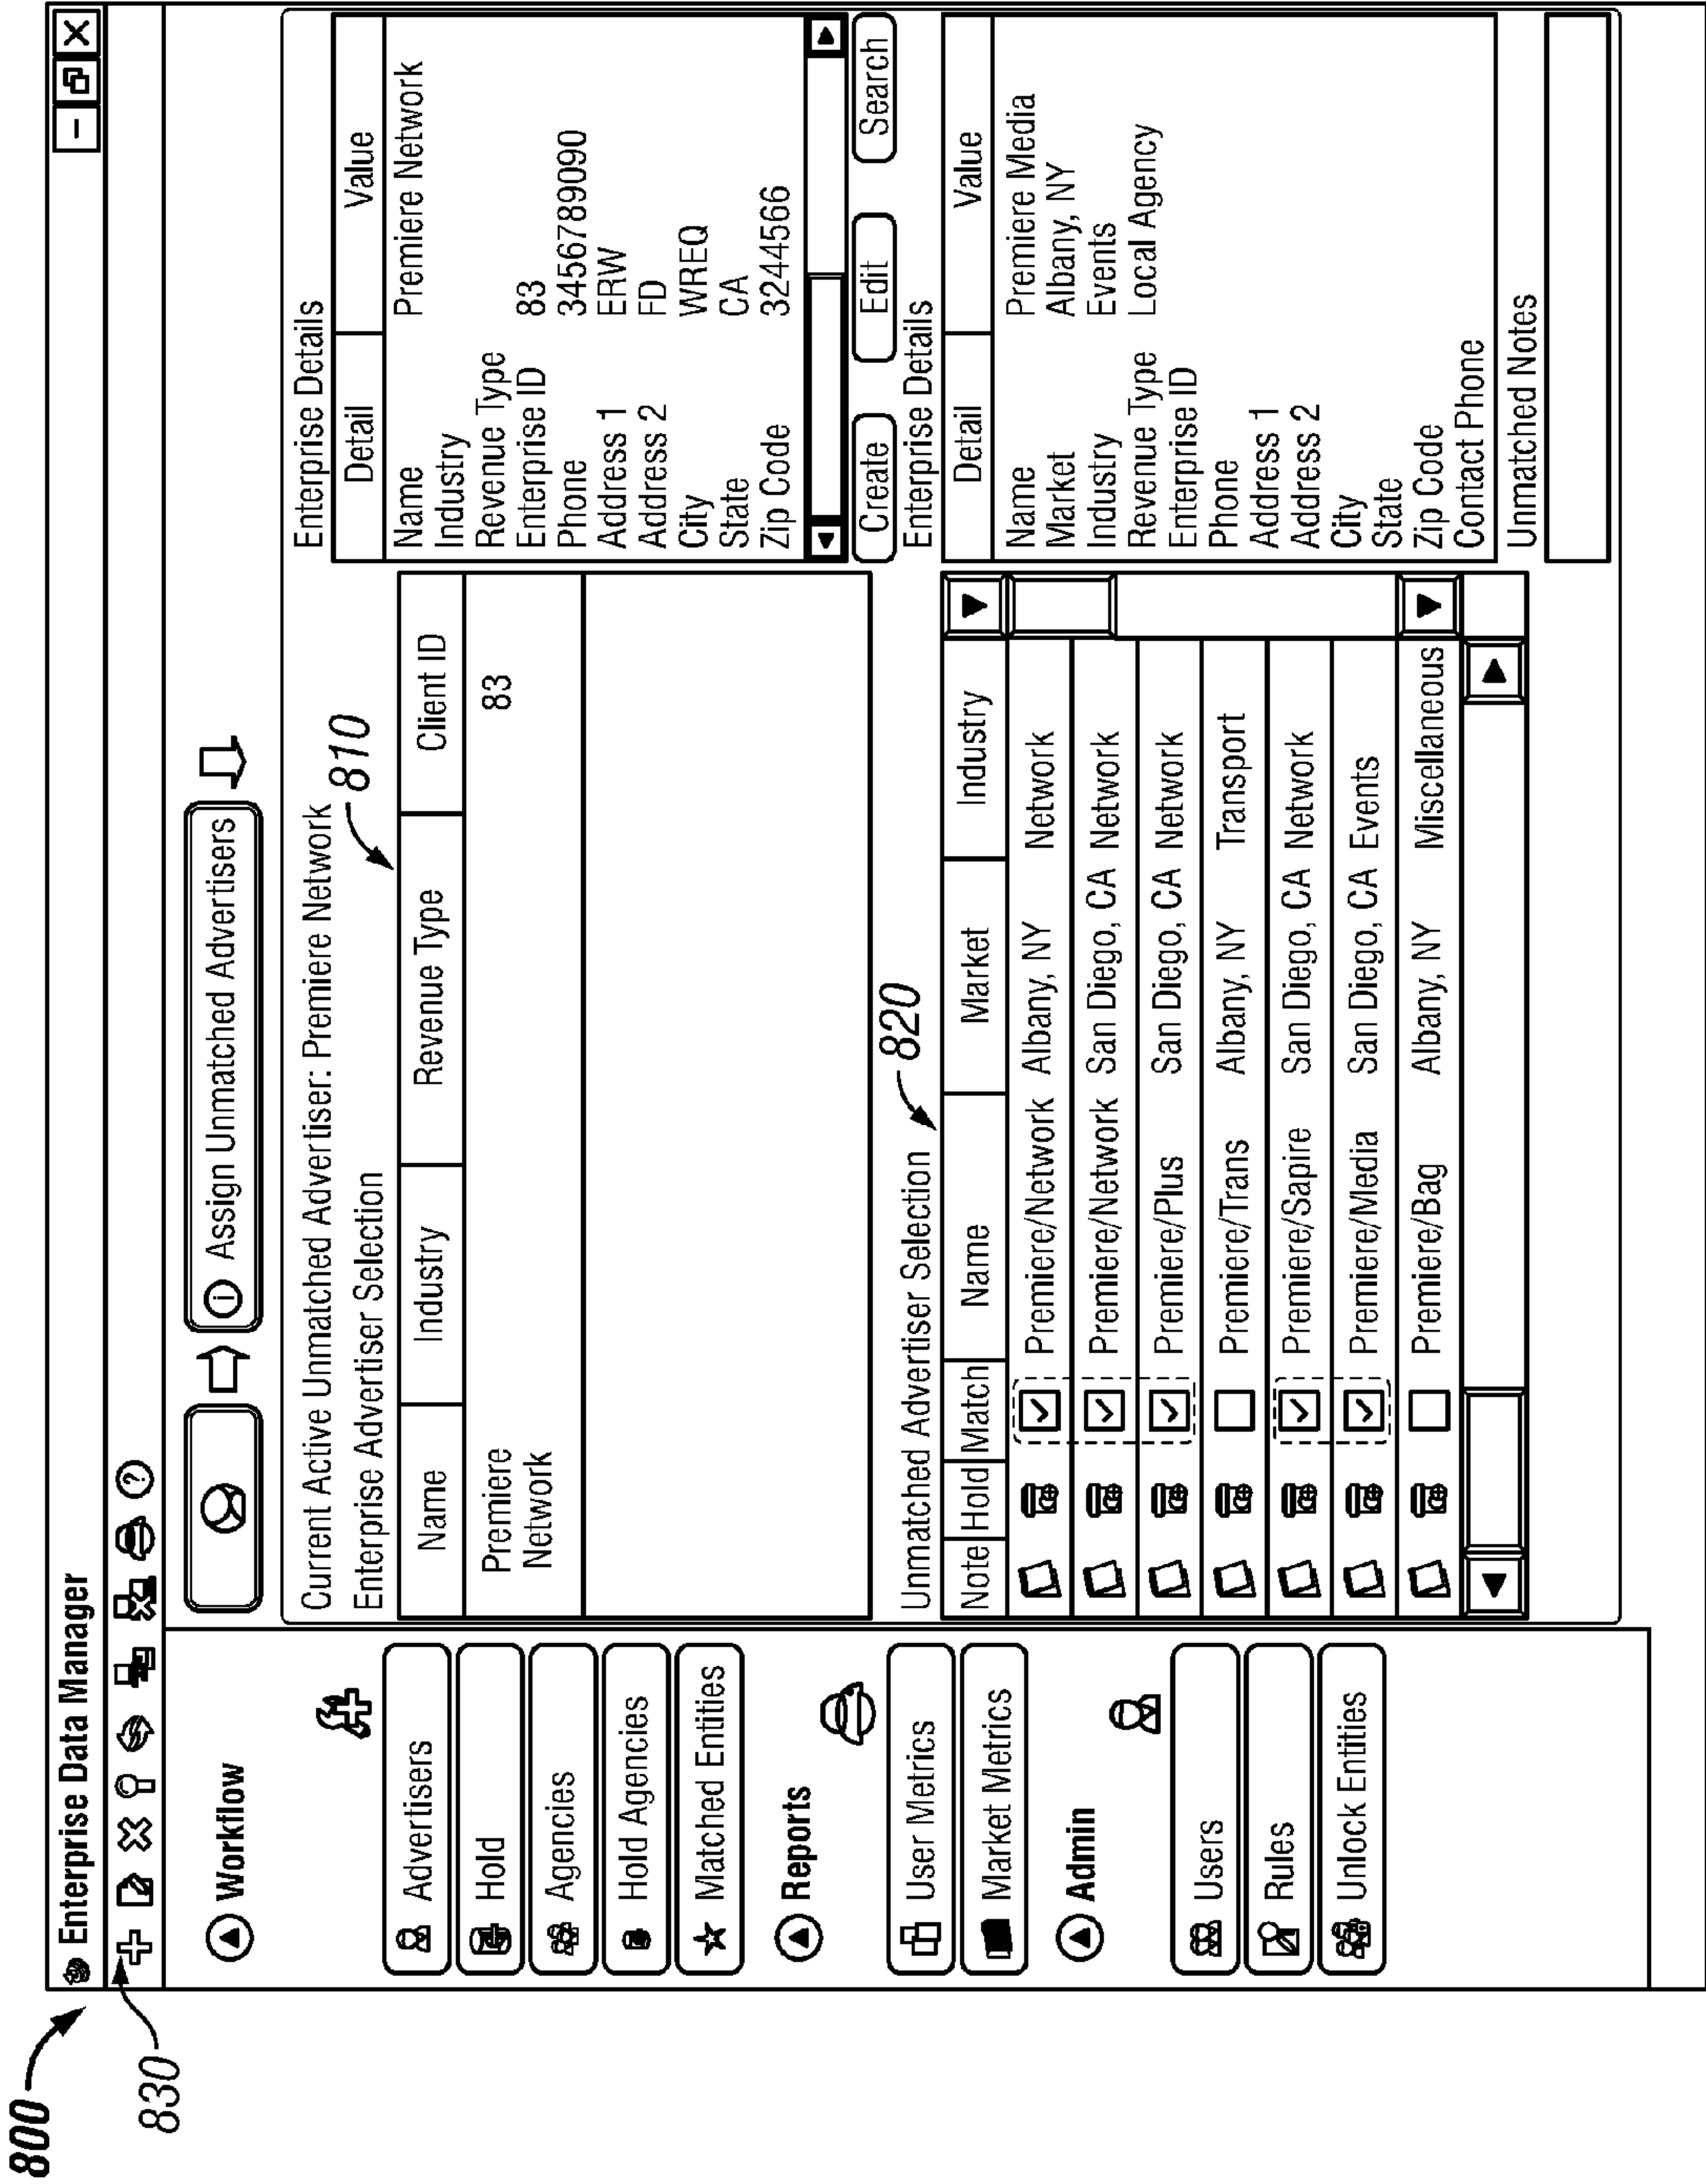 800
830
Enterprise Data Manager
Workflow
Advertisers
Hold
Agencies
Hold Agencies
Matched Entities
Reports
User Metrics
Market Metrics
Admin
Users
Rules
Unlock Entities
Assign Unmatched Advertisers
Current Active Unmatched Advertiser: Premiere Network
Enterprise Advertiser Selection
810
Name Industry Revenue Type Client ID
Premiere 83
Network
Enterprise Details
Detail Value
Name Premiere Network
Industry
Revenue Type
Enterprise ID 83
Phone 3456789090
Address 1 ERW
Address 2 FD
City WREQ
State CA
Zip Code 3244566
Create Edit Search
Unmatched Advertiser Selection
820
Note Hold Match Name Market Industry
Premiere/Network Albany, NY Network
Premiere/Network San Diego, CA Network
Premiere/Plus San Diego, CA Network
Premiere/Trans Albany, NY Transport
Premiere/Sapire San Diego, CA Network
Premiere/Media San Diego, CA Events
Premiere/Bag Albany, NY Miscellaneous
Enterprise Details
Detail Value
Name Premiere Media
Market Albany, NY
Industry Events
Revenue Type Local Agency
Enterprise ID
Phone
Address 1
Address 2
City
State
Zip Code
Contact Phone
Unmatched Notes